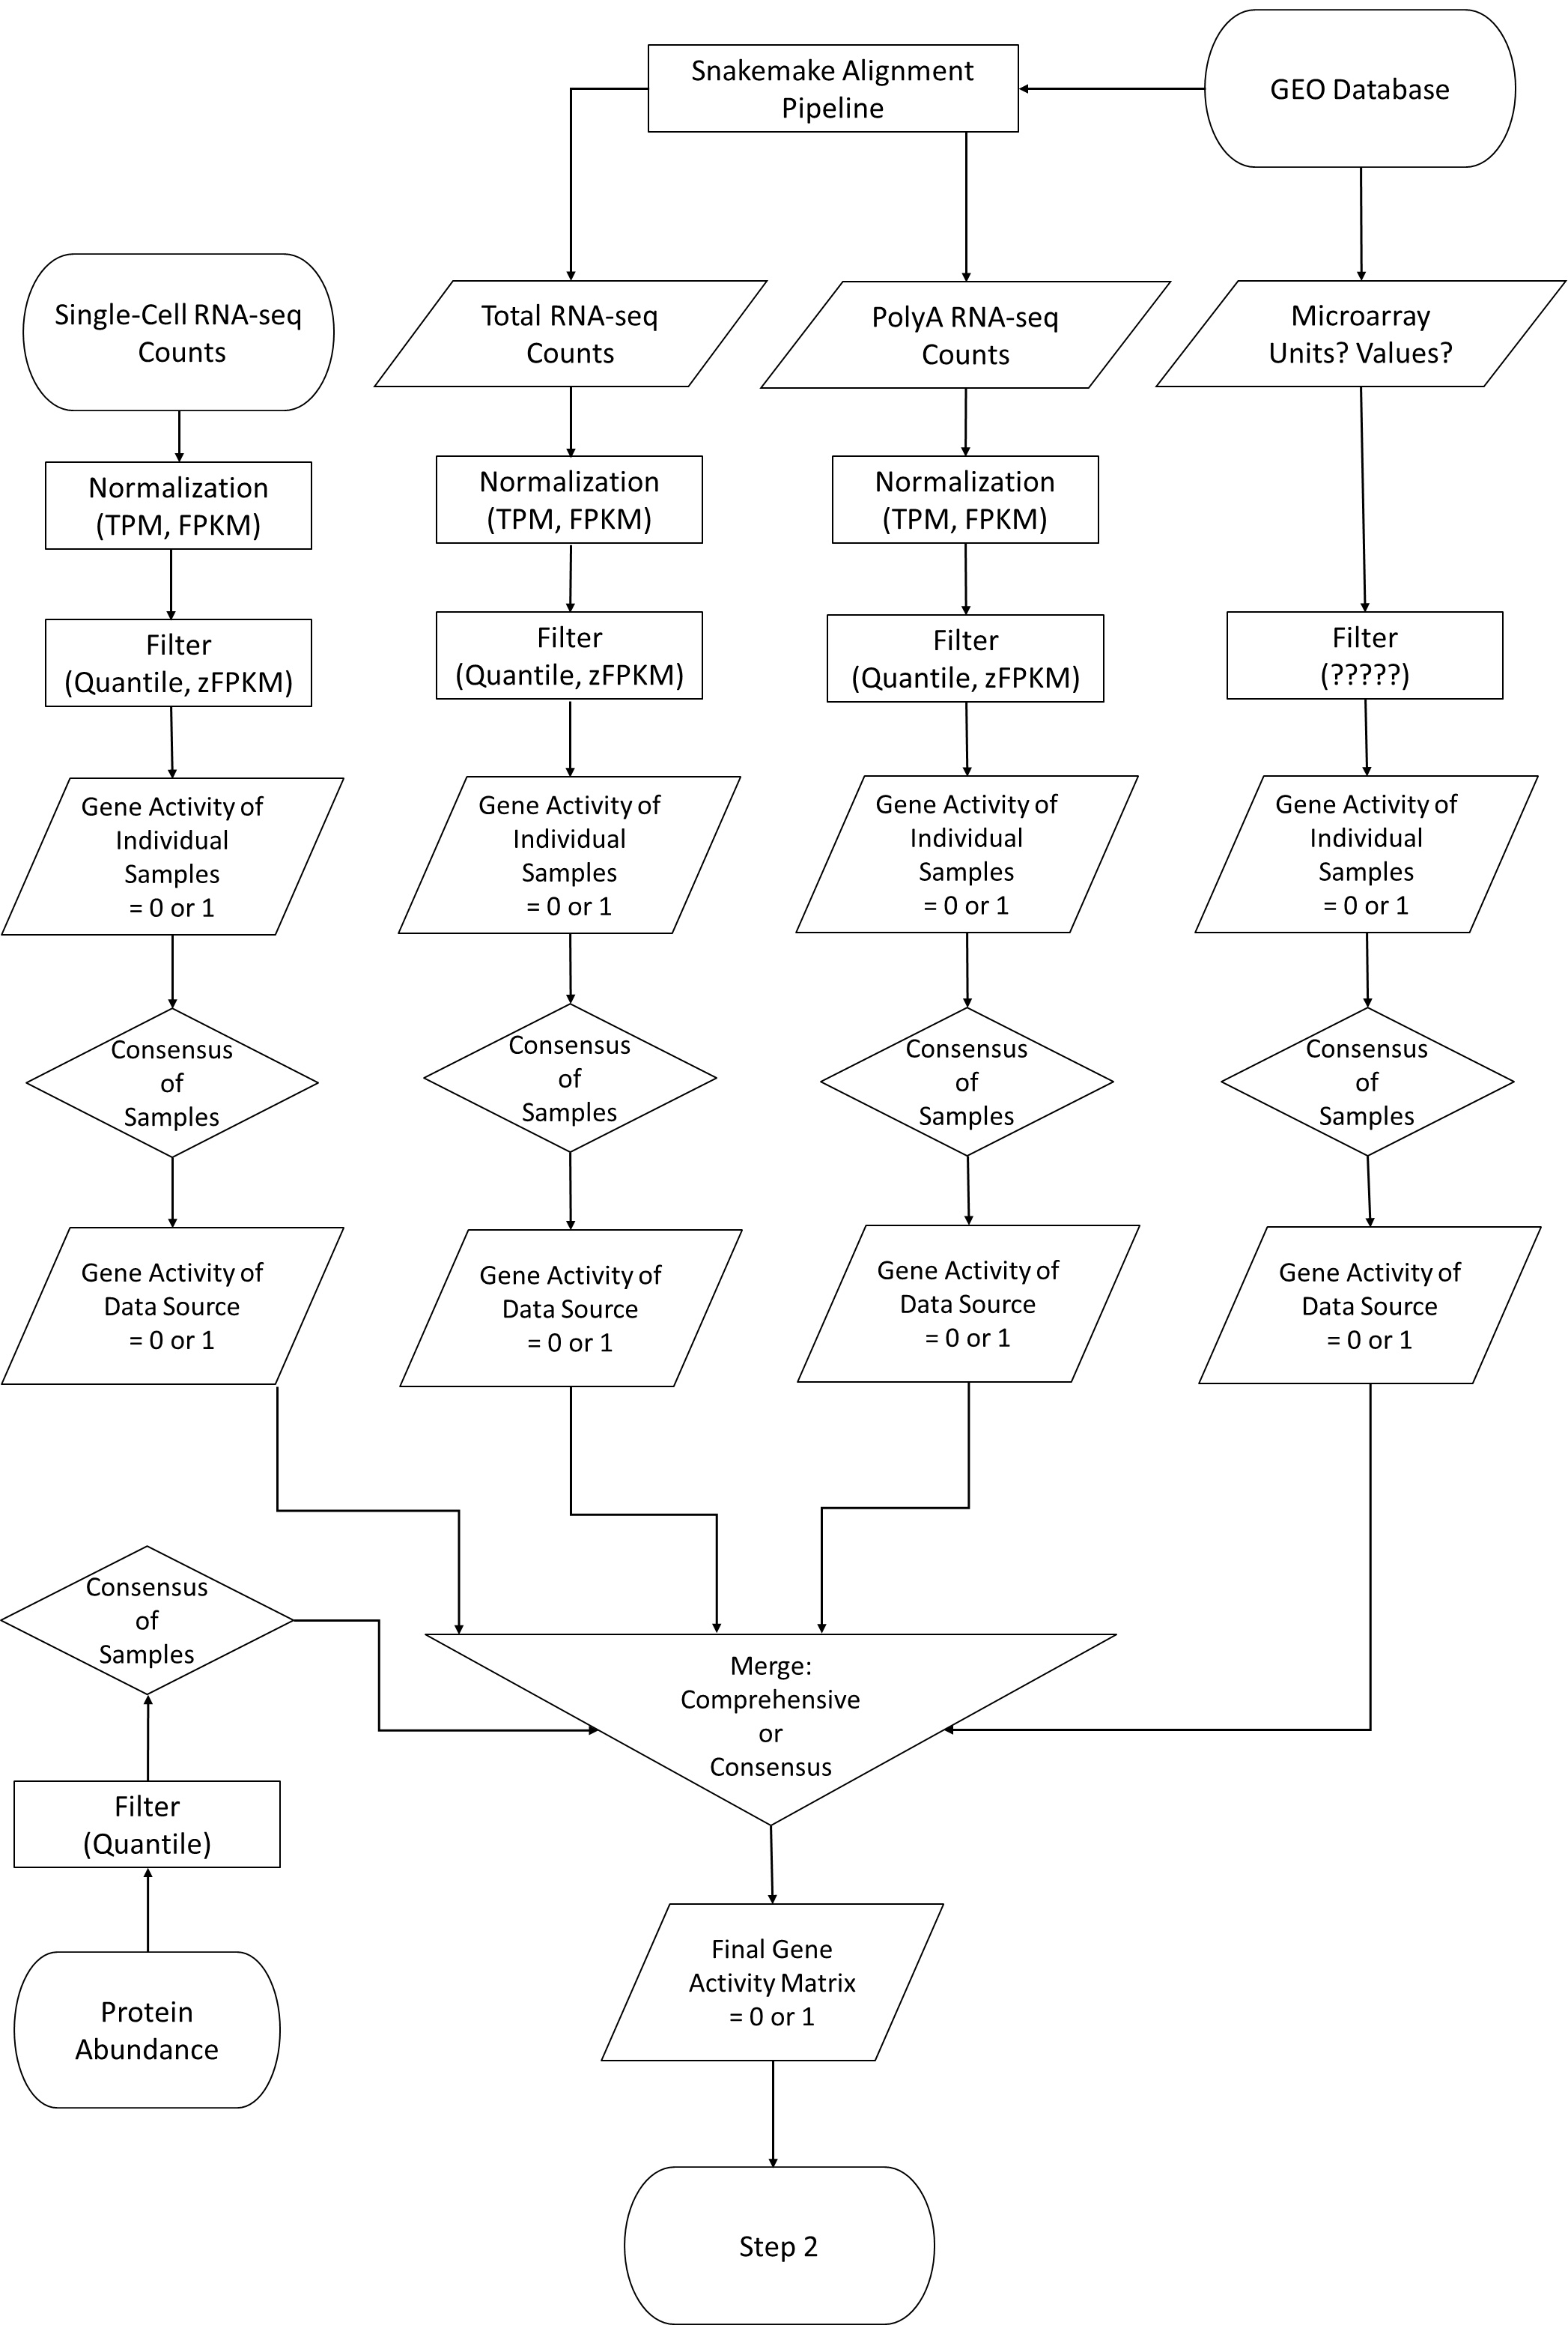 Snakemake Alignment
Pipeline
GEO Database
Single-Cell RNA-seq
Counts
Total RNA-seq
Counts
PolyA RNA-seq
Counts
Microarray
Units? Values?
Normalization
(TPM, FPKM)
Normalization
(TPM, FPKM)
Normalization
(TPM, FPKM)
Filter
(Quantile, zFPKM)
Filter
(Quantile, zFPKM)
Filter
(Quantile, zFPKM)
Filter
(?????)
Gene Activity of
Individual
Samples
= 0 or 1
Gene Activity of
Individual
Samples
= 0 or 1
Gene Activity of
Individual
Samples
= 0 or 1
Gene Activity of
Individual
Samples
= 0 or 1
Consensus
of
Samples
Consensus
of
Samples
Consensus
of
Samples
Consensus
of
Samples
Gene Activity of
Data Source
= 0 or 1
Gene Activity of
Data Source
= 0 or 1
Gene Activity of
Data Source
= 0 or 1
Gene Activity of
Data Source
= 0 or 1
Consensus
of
Samples
Merge:
Comprehensive
or
Consensus
Filter
(Quantile)
Protein
Abundance
Final Gene
Activity Matrix
= 0 or 1
Step 2